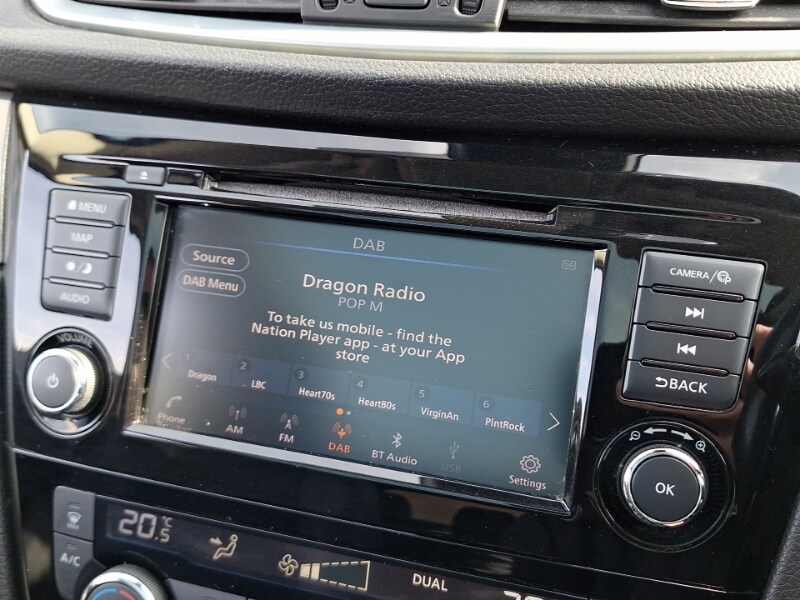 MENU
MAP
AUDIO
VOLUME
DAB
Source
DAB Menu
Dragon Radio
POP M
To take us mobile - find the
Nation Player app - at your App
store
1 Dragon
2 LBC
3 Heart70s
4 Heart80s
5 VirginAn
6 PlntRock
Phone
AM
FM
DAB
BT Audio
USB
Settings
CAMERA/
BACK
OK
A/C
20.5°C
DUAL